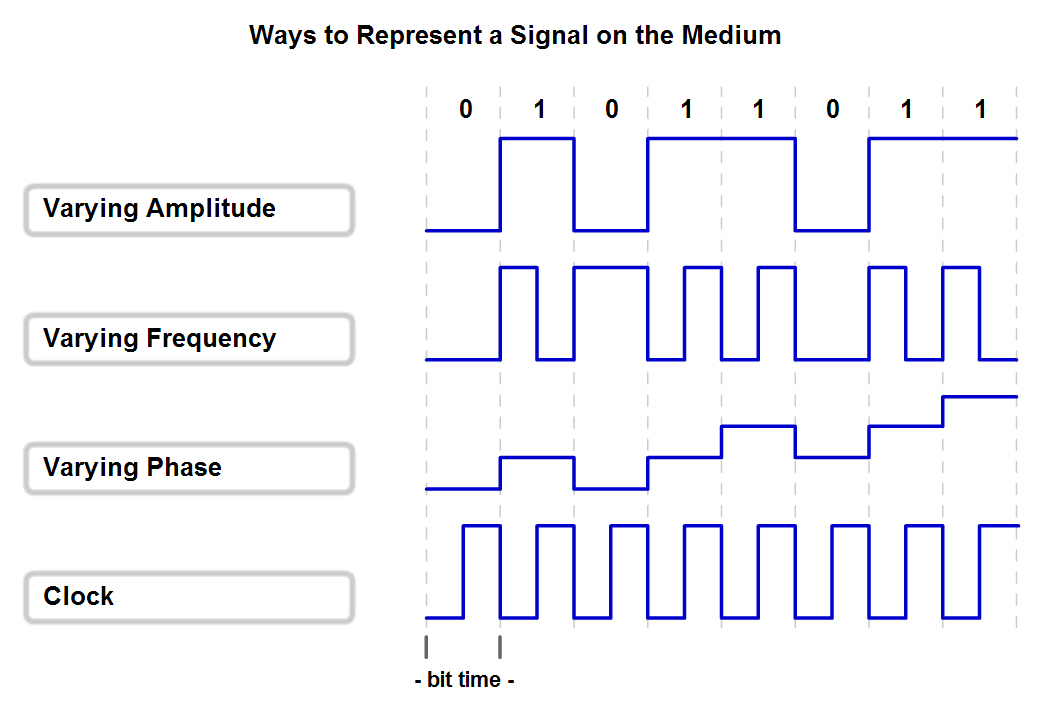 Ways to Represent a Signal on the Medium
0 1 0 1 1 0 1 1
Varying Amplitude
Varying Frequency
Varying Phase
Clock
- bit time -